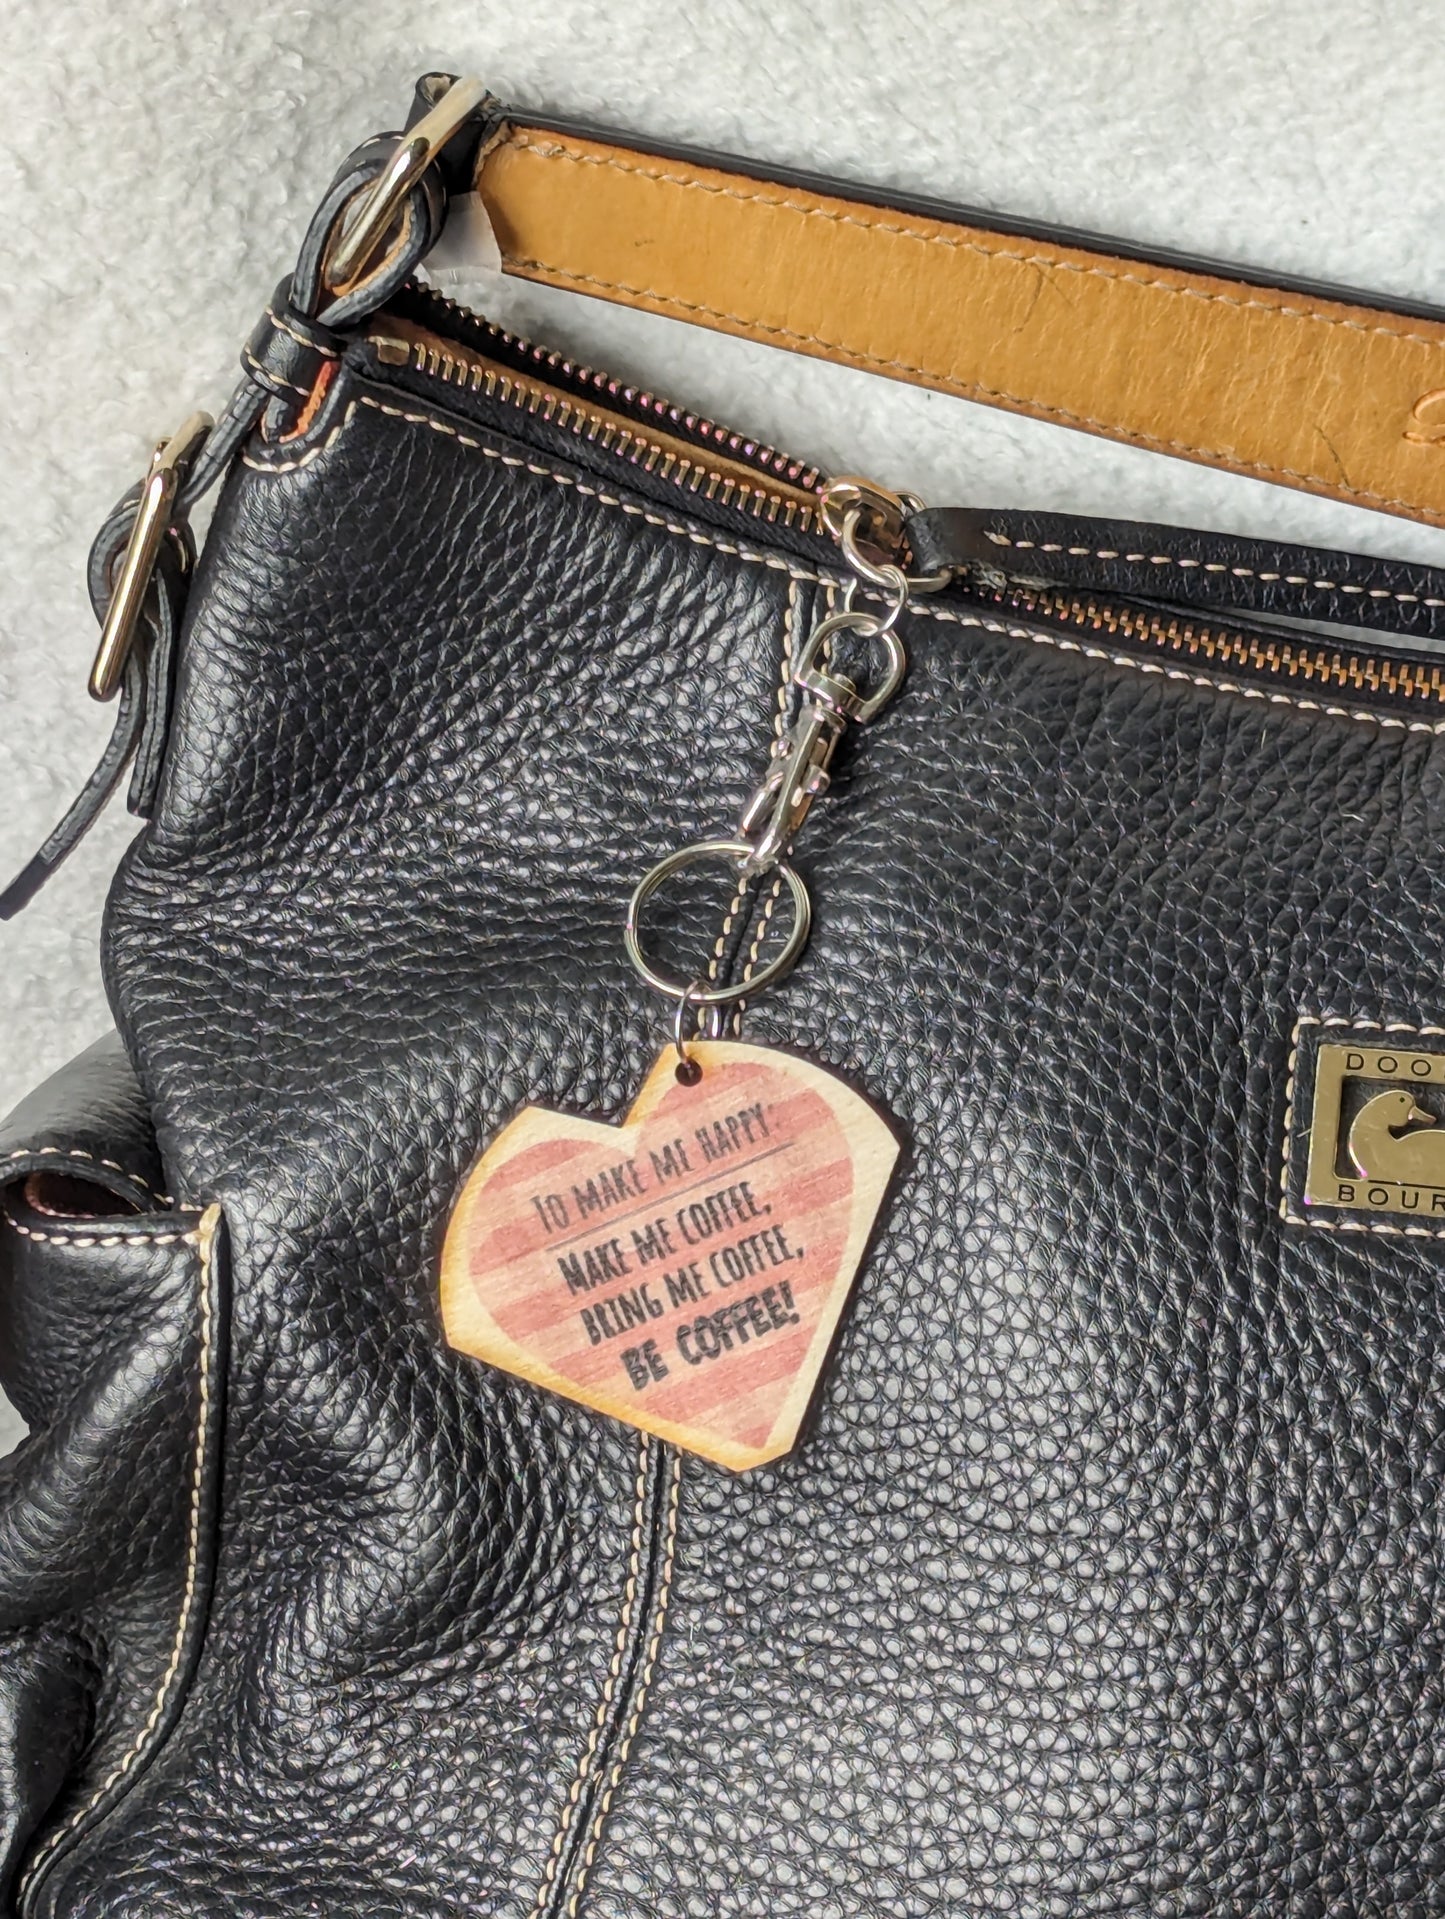 TO MAKE ME HAPPY:
MAKE ME COFFEE,
BRING ME COFFEE,
BE COFFEE!
DOO
BOUR